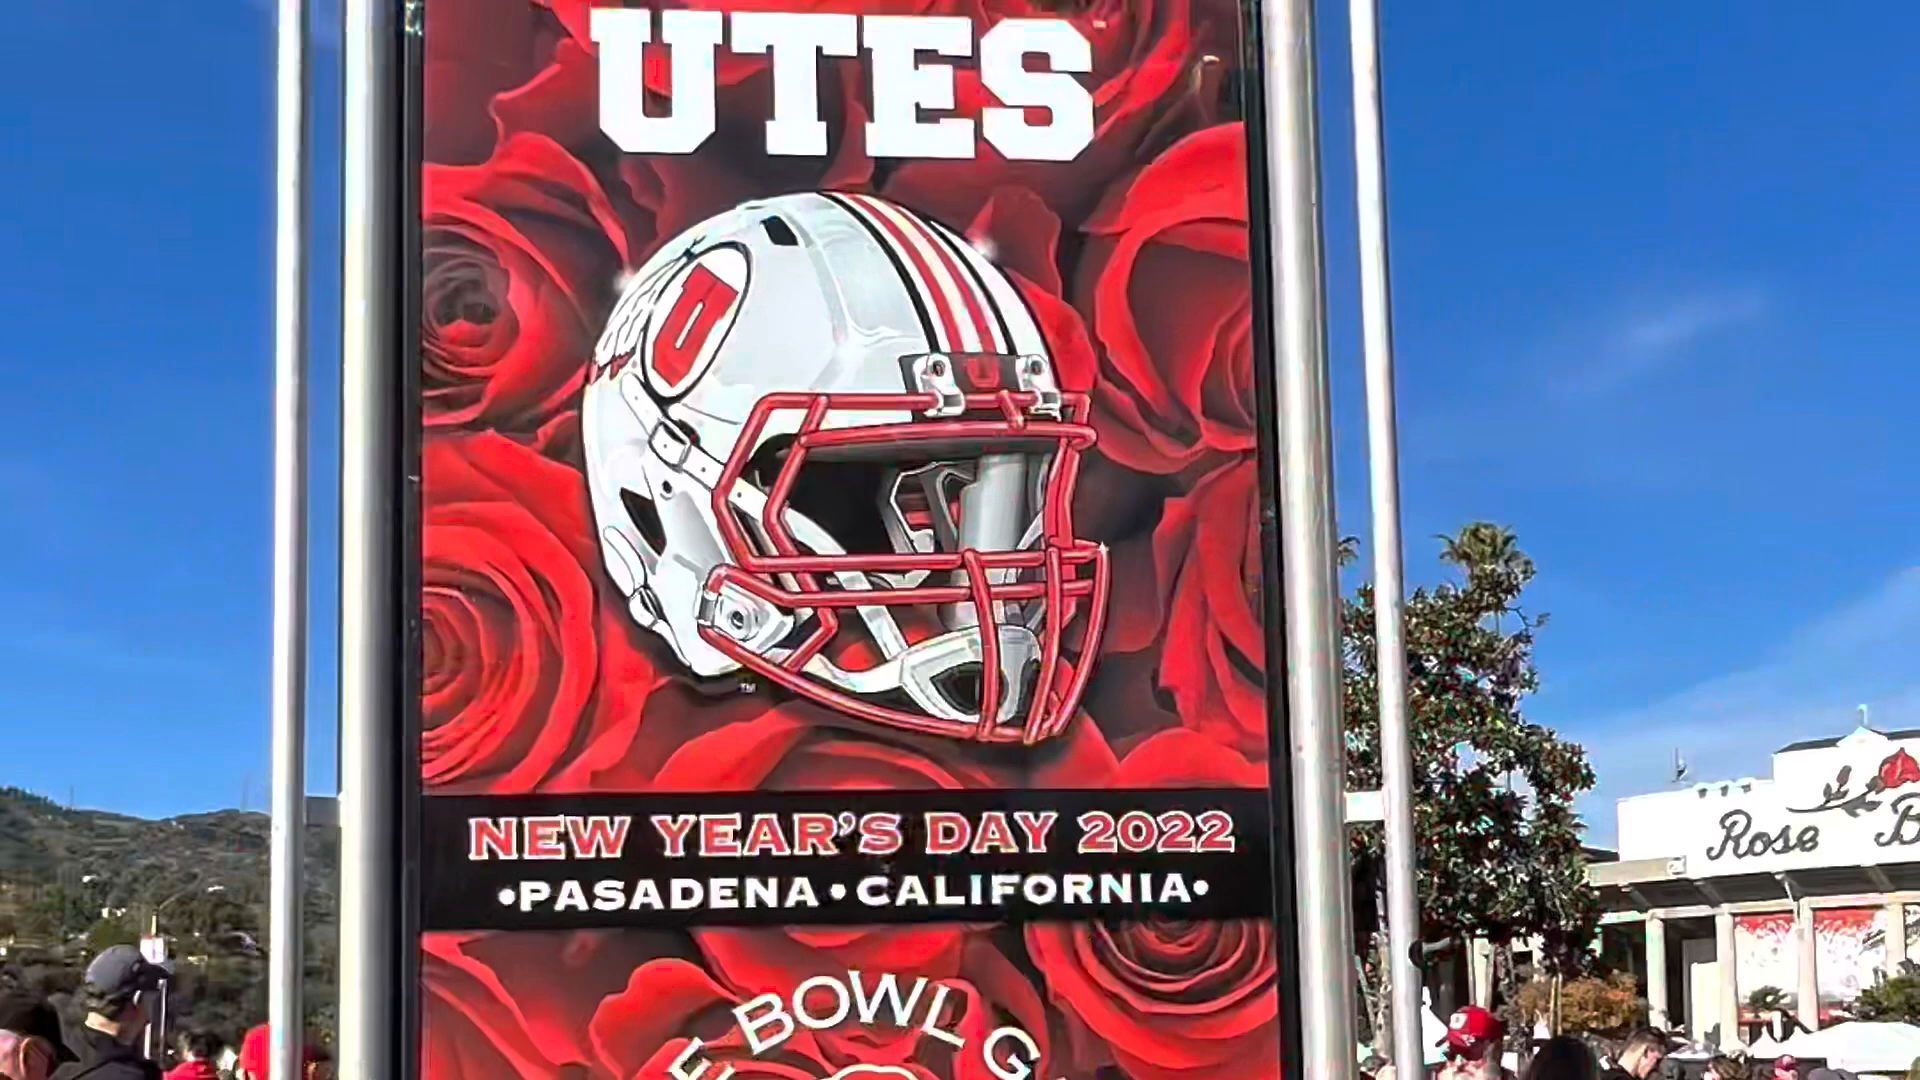 UTES
U
U
NEW YEAR'S DAY 2022
•PASADENA•CALIFORNIA•
E BOWL G
Rose B